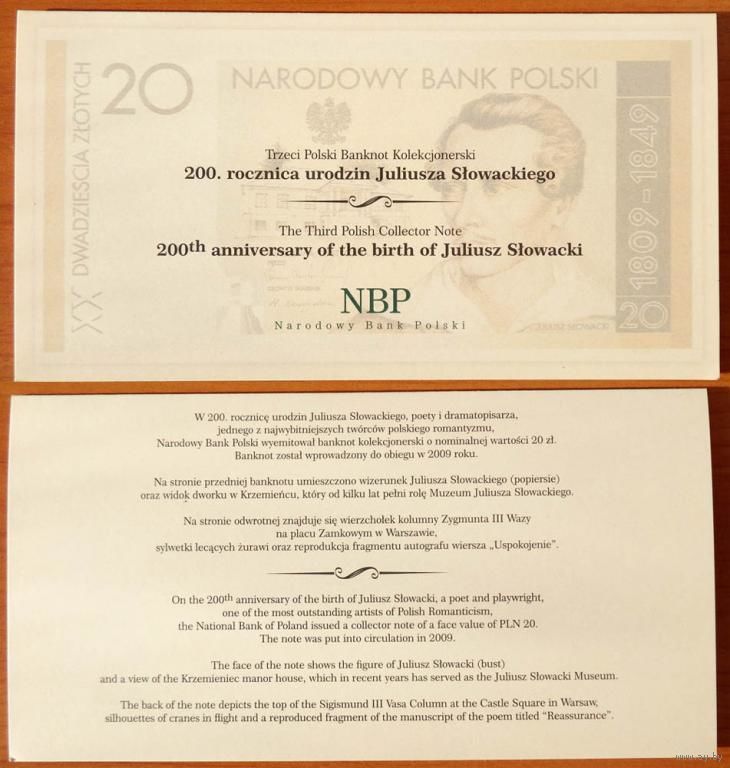 20
NARODOWY BANK POLSKI
XX DWADZIEŚCIA ZŁOTYCH
1809-1849
Trzeci Polski Banknot Kolekcjonerski
200. rocznica urodzin Juliusza Słowackiego
The Third Polish Collector Note
200th anniversary of the birth of Juliusz Słowacki
NBP
Narodowy Bank Polski
20
JULIUSZ SŁOWACKI
W 200. rocznicę urodzin Juliusza Słowackiego, poety i dramatopisarza,
jednego z najwybitniejszych twórców polskiego romantyzmu,
Narodowy Bank Polski wyemitował banknot kolekcjonerski o nominalnej wartości 20 zł.
Banknot został wprowadzony do obiegu w 2009 roku.
Na stronie przedniej banknotu umieszczono wizerunek Juliusza Słowackiego (popiersie)
oraz widok dworku w Krzemieńcu, który od kilku lat pełni rolę Muzeum Juliusza Słowackiego.
Na stronie odwrotnej znajduje się wierzchołek kolumny Zygmunta III Wazy
na placu Zamkowym w Warszawie,
sylwetki lecących żurawi oraz reprodukcja fragmentu autografu wiersza „Uspokojenie”.
On the 200th anniversary of the birth of Juliusz Słowacki, a poet and playwright,
one of the most outstanding artists of Polish Romanticism,
the National Bank of Poland issued a collector note of a face value of PLN 20.
The note was put into circulation in 2009.
The face of the note shows the figure of Juliusz Słowacki (bust)
and a view of the Krzemieniec manor house, which in recent years has served as the Juliusz Słowacki Museum.
The back of the note depicts the top of the Sigismund III Vasa Column at the Castle Square in Warsaw,
silhouettes of cranes in flight and a reproduced fragment of the manuscript of the poem titled “Reassurance”.